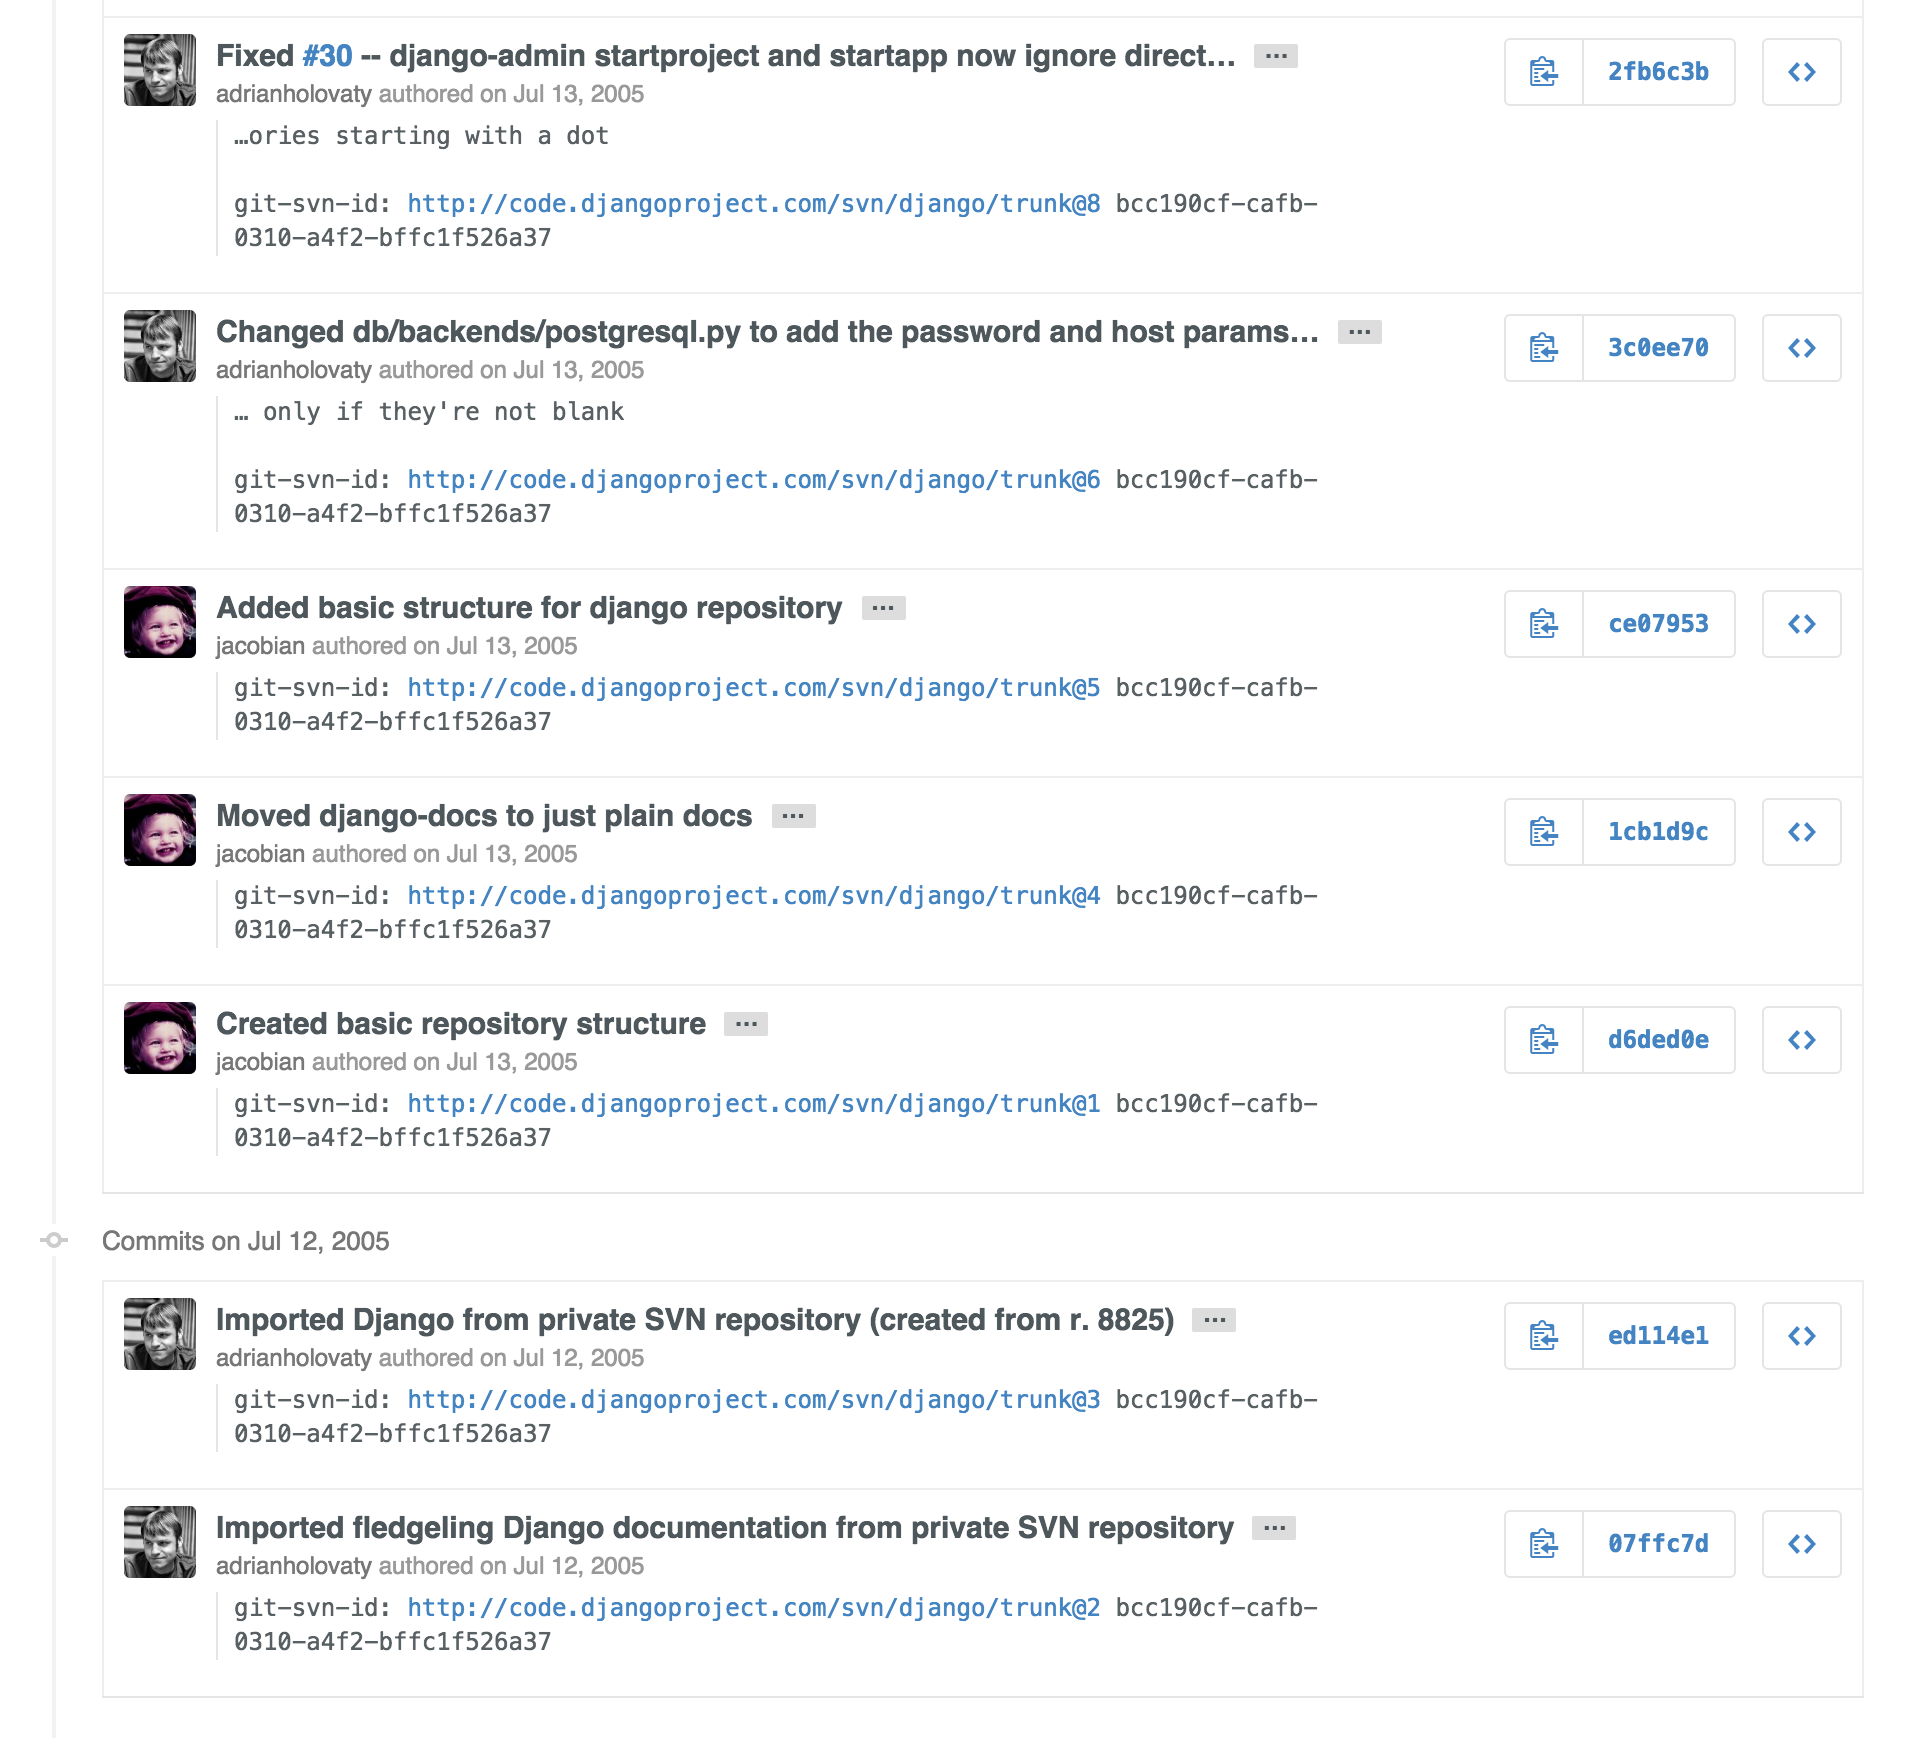 Fixed #30 -- django-admin startproject and startapp now ignore direct… …
2fb6c3b
adrianholovaty authored on Jul 13, 2005
…ories starting with a dot
git-svn-id: http://code.djangoproject.com/svn/django/trunk@8 bcc190cf-cafb-
0310-a4f2-bffc1f526a37
Changed db/backends/postgresql.py to add the password and host params… …
3c0ee70
adrianholovaty authored on Jul 13, 2005
… only if they're not blank
git-svn-id: http://code.djangoproject.com/svn/django/trunk@6 bcc190cf-cafb-
0310-a4f2-bffc1f526a37
Added basic structure for django repository …
ce07953
jacobian authored on Jul 13, 2005
git-svn-id: http://code.djangoproject.com/svn/django/trunk@5 bcc190cf-cafb-
0310-a4f2-bffc1f526a37
Moved django-docs to just plain docs …
1cb1d9c
jacobian authored on Jul 13, 2005
git-svn-id: http://code.djangoproject.com/svn/django/trunk@4 bcc190cf-cafb-
0310-a4f2-bffc1f526a37
Created basic repository structure …
d6ded0e
jacobian authored on Jul 13, 2005
git-svn-id: http://code.djangoproject.com/svn/django/trunk@1 bcc190cf-cafb-
0310-a4f2-bffc1f526a37
Commits on Jul 12, 2005
Imported Django from private SVN repository (created from r. 8825) …
ed114e1
adrianholovaty authored on Jul 12, 2005
git-svn-id: http://code.djangoproject.com/svn/django/trunk@3 bcc190cf-cafb-
0310-a4f2-bffc1f526a37
Imported fledgeling Django documentation from private SVN repository …
07ffc7d
adrianholovaty authored on Jul 12, 2005
git-svn-id: http://code.djangoproject.com/svn/django/trunk@2 bcc190cf-cafb-
0310-a4f2-bffc1f526a37